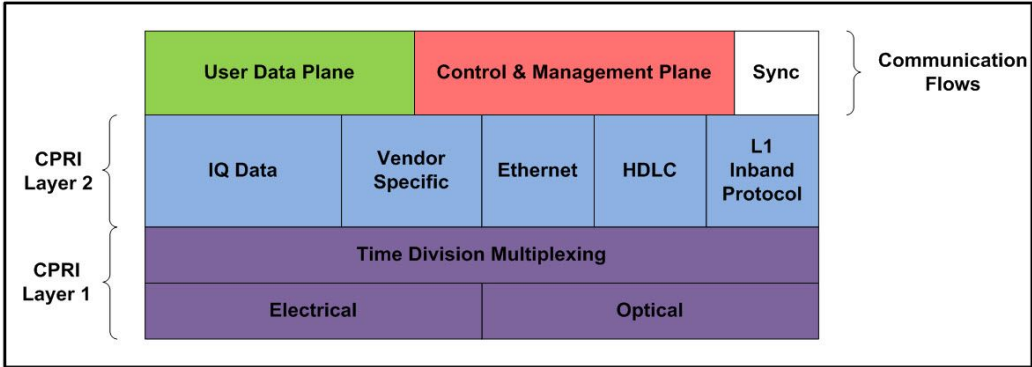 User Data Plane
Control & Management Plane
Sync
Communication
Flows
CPRI
Layer 2
IQ Data
Vendor
Specific
Ethernet
HDLC
L1
Inband
Protocol
CPRI
Layer 1
Time Division Multiplexing
Electrical
Optical